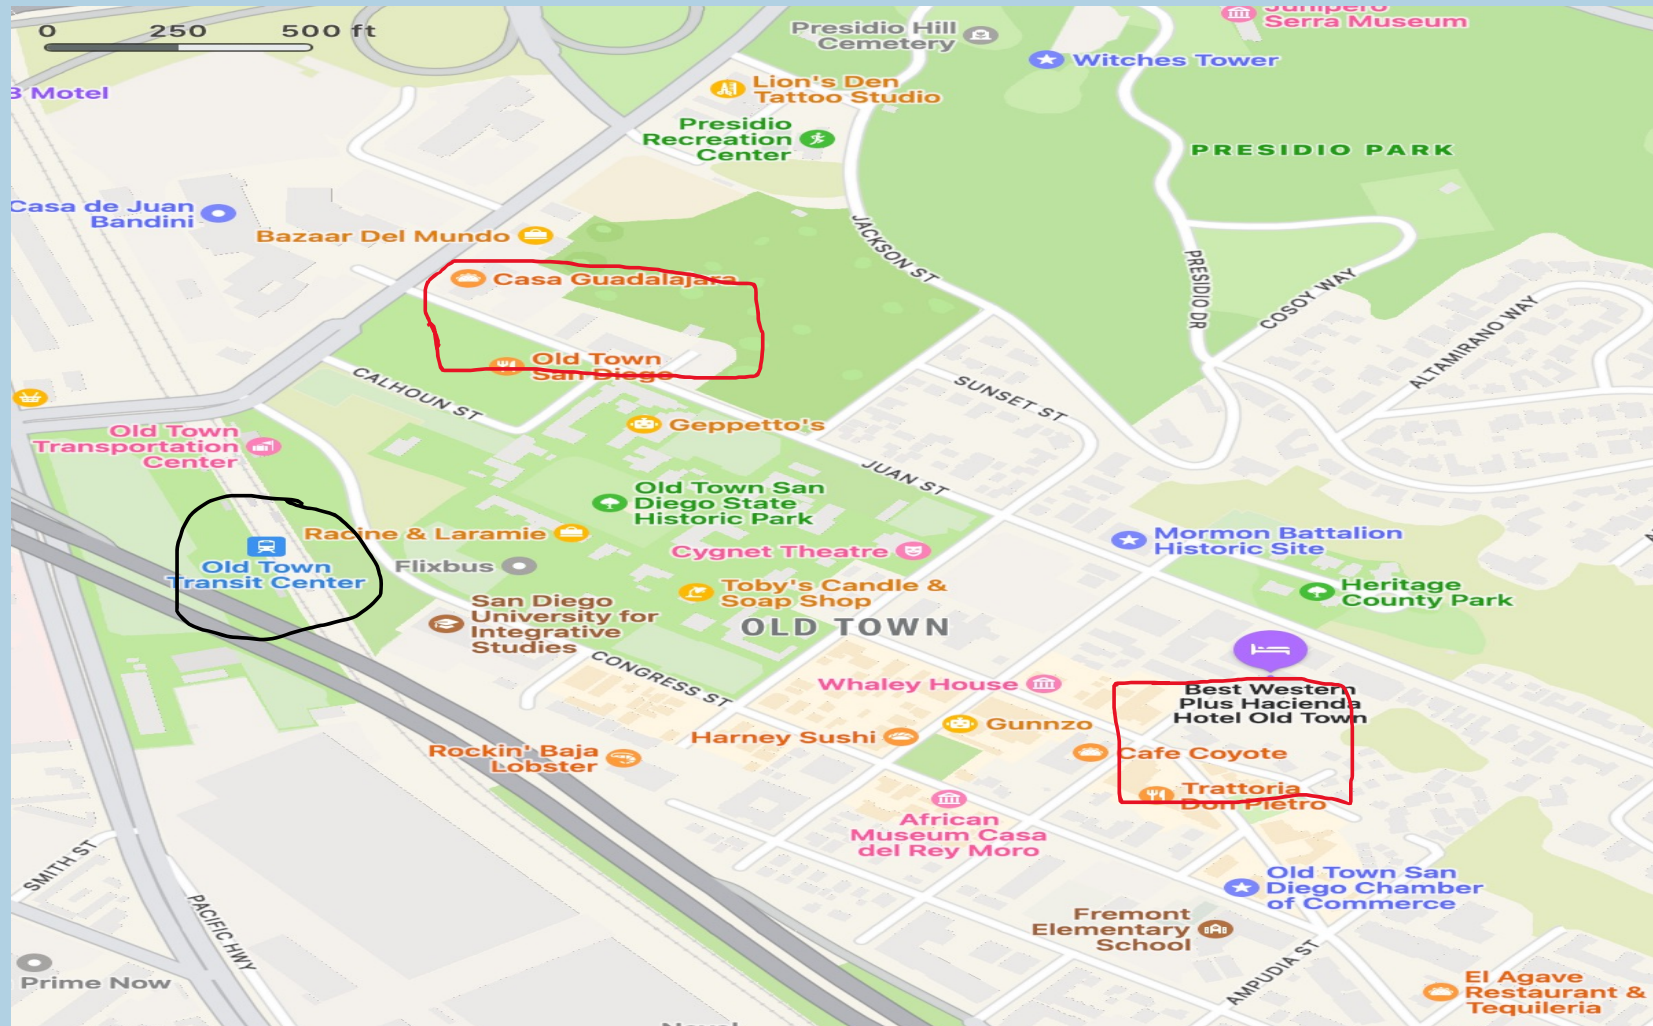 0 250 500 ft
Junípero
Serra Museum
Presidio Hill
Cemetery
Witches Tower
Lion's Den
Tattoo Studio
Motel
Presidio
Recreation
Center
PRESIDIO PARK
Casa de Juan
Bandini
Bazaar Del Mundo
JACKSON ST
Casa Guadalajara
PRESIDIO DR
COSOY WAY
ALTAMIRANO WAY
Old Town
San Diego
CALHOUN ST
SUNSET ST
Geppetto's
Old Town
Transportation
Center
JUAN ST
Old Town San
Diego State
Historic Park
Racine & Laramie
Mormon Battalion
Historic Site
Cygnet Theatre
Old Town
Transit Center
Flixbus
Toby's Candle &
Soap Shop
Heritage
County Park
San Diego
University for
Integrative
Studies
OLD TOWN
CONGRESS ST
Whaley House
Best Western
Plus Hacienda
Hotel Old Town
Gunnzo
Harney Sushi
Cafe Coyote
Rockin' Baja
Lobster
Trattoria
Don Pietro
African
Museum Casa
del Rey Moro
SMITH ST
Old Town San
Diego Chamber
of Commerce
PACIFIC HWY
Fremont
Elementary
School
AMPUDIA ST
Prime Now
El Agave
Restaurant &
Tequileria